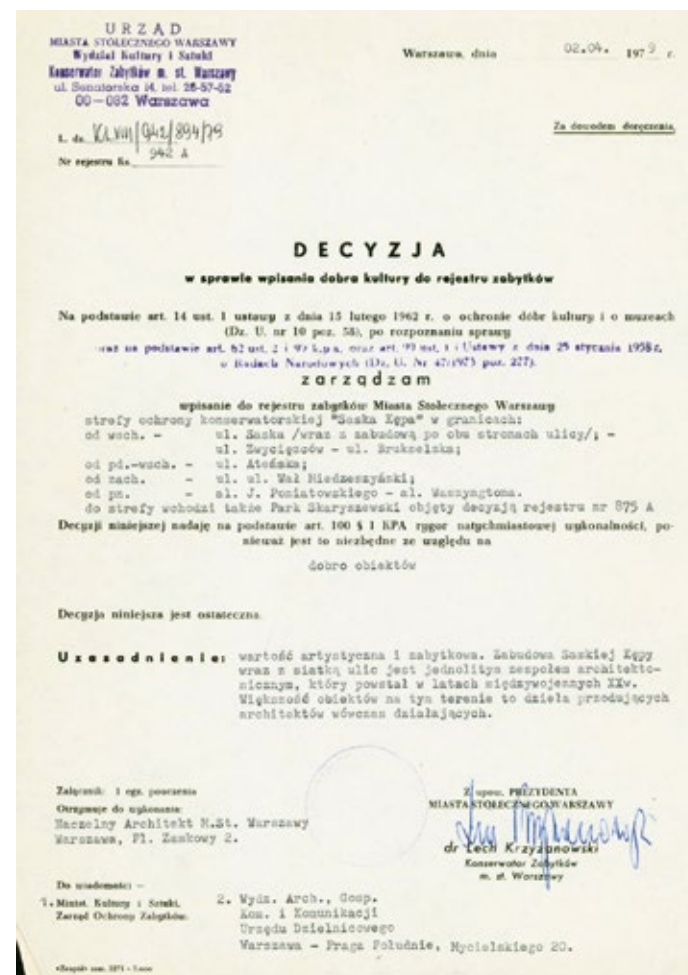 URZĄD
MIASTA STOŁECZNEGO WARSZAWY
Wydział Kultury i Sztuki
Konserwator Zabytków m. st. Warszawy
ul. Senatorska 14, tel. 26-57-62
00-082 Warszawa
Warszawa, dnia 02.04. 1979 r.
L. dz. KL.VIII/942/894/79
Nr rejestru Ks. 942 A
Za dowodem doręczenia,
DECYZJA
w sprawie wpisania dobra kultury do rejestru zabytków
Na podstawie art. 14 ust. 1 ustawy z dnia 15 lutego 1962 r. o ochronie dóbr kultury i o muzeach
(Dz. U. nr 10 poz. 58), po rozpoznaniu sprawy
oraz na podstawie art. 62 ust. 2 i 99 k.p.a. oraz art. 99 ust. 1 Ustawy z dnia 25 stycznia 1958 r.
o Radach Narodowych (Dz. U. Nr 47/1975 poz. 277).
zarządzam
wpisanie do rejestru zabytków Miasta Stołecznego Warszawy
strefy ochrony konserwatorskiej "Saska Kępa" w granicach:
od wsch. - ul. Saska /wraz z zabudową po obu stronach ulicy/; -
ul. Zwycięzców - ul. Brukselska;
od pd.-wsch. - ul. Ateńska;
od zach. - ul. ul. Wał Miedzeszyński;
od pn. - al. J. Poniatowskiego - al. Waszyngtona.
do strefy wchodzi także Park Skaryszewski objęty decyzją rejestru nr 875 A
Decyzji niniejszej nadaję na podstawie art. 100 § 1 KPA rygor natychmiastowej wykonalności, po-
nieważ jest to niezbędne ze względu na
dobro obiektów
Decyzja niniejsza jest ostateczna
Uzasadnienie: wartość artystyczna i zabytkowa. Zabudowa Saskiej Kępy
wraz z siatką ulic jest jednolitym zespołem architekto-
nicznym, który powstał w latach międzywojennych XXw.
Większość obiektów na tym terenie to dzieła przodujących
architektów wówczas działających.
Załącznik: 1 egz. pouczenia
Otrzymuje do wykonania:
Naczelny Architekt M.St. Warszawy
Warszawa, Pl. Zamkowy 2.
Z upow. PREZYDENTA
MIASTA STOŁECZNEGO WARSZAWY
dr Lech Krzyżanowski
Konserwator Zabytków
m. st. Warszawy
Do wiadomości -
1. Minist. Kultury i Sztuki,
Zarząd Ochrony Zabytków.
2. Wydz. Arch., Gosp.
Kom. i Komunikacji
Urzędu Dzielnicowego
Warszawa - Praga Południe, Mycielskiego 20.